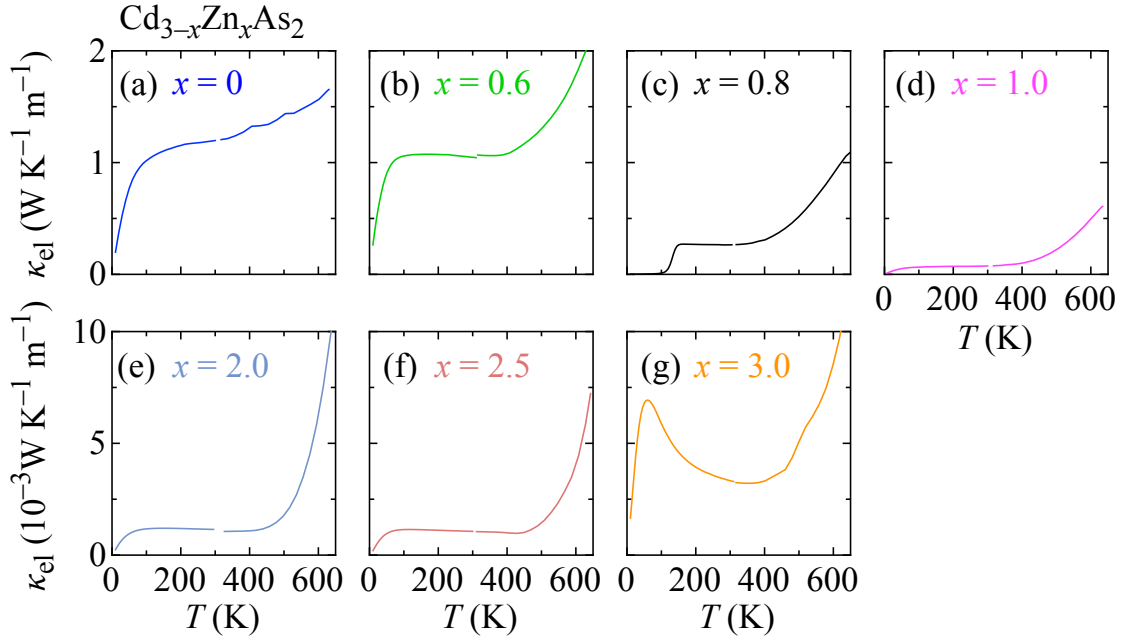 Cd₃₋ₓZnₓAs₂
(a) x = 0
(b) x = 0.6
(c) x = 0.8
(d) x = 1.0
2
1
0
κel (W K⁻¹ m⁻¹)
0 200 400 600
T (K)
(e) x = 2.0
(f) x = 2.5
(g) x = 3.0
10
5
0
κel (10⁻³W K⁻¹ m⁻¹)
0 200 400 600
0 200 400 600
0 200 400 600
T (K)
T (K)
T (K)